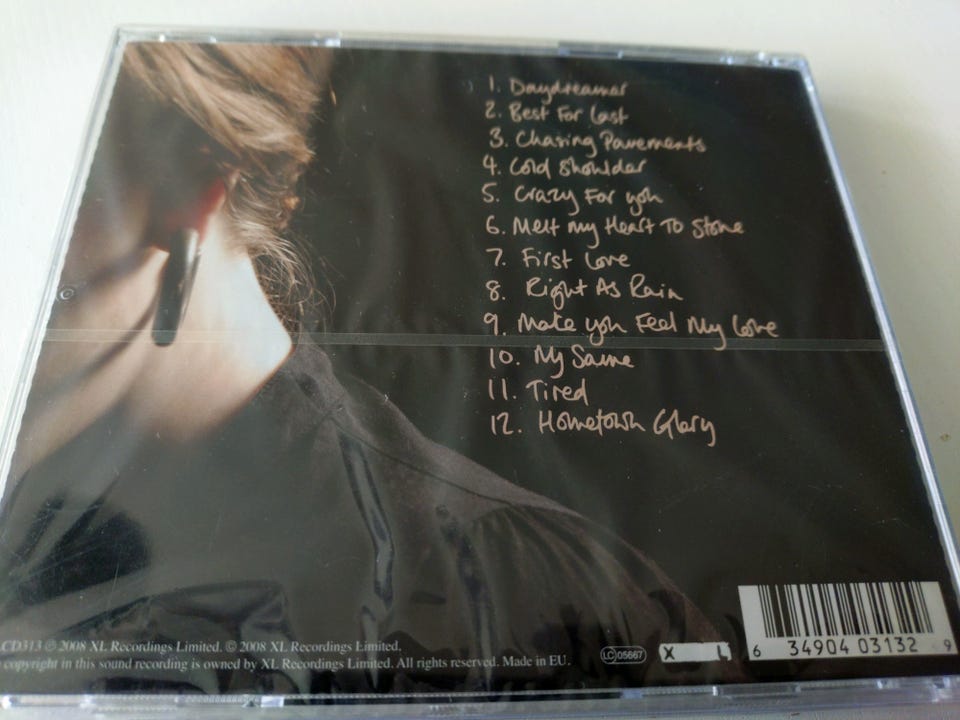 1. Daydreamer
2. Best For Last
3. Chasing Pavements
4. Cold Shoulder
5. Crazy For you
6. Melt my Heart To Stone
7. First Love
8. Right As Rain
9. Make you Feel My Love
10. My Same
11. Tired
12. Hometown Glory
CD313 ℗ 2008 XL Recordings Limited. © 2008 XL Recordings Limited.
copyright in this sound recording is owned by XL Recordings Limited. All rights reserved. Made in EU.
LC 05667
X L
6 34904 03132 9